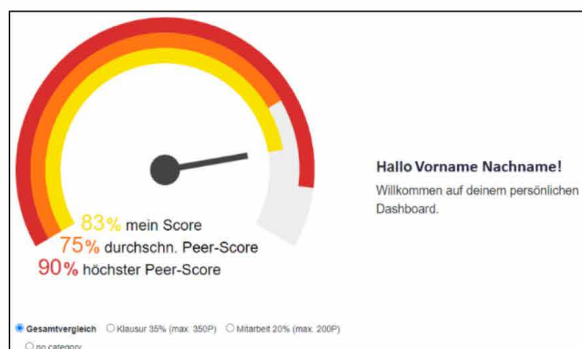 Hallo Vorname Nachname!
Willkommen auf deinem persönlichen
Dashboard.
83% mein Score
75% durchschn. Peer-Score
90% höchster Peer-Score
Gesamtvergleich Klausur 35% (max. 350P) Mitarbeit 20% (max. 200P)
no category